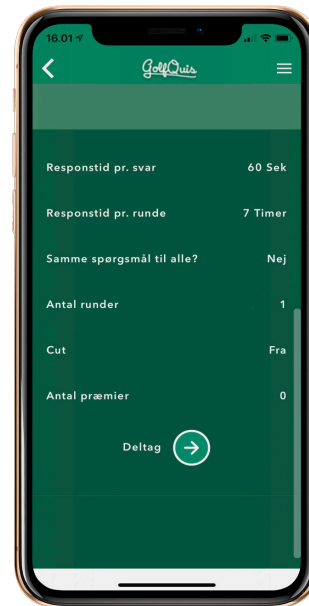 16.01
GolfQuis
Responstid pr. svar 60 Sek
Responstid pr. runde 7 Timer
Samme spørgsmål til alle? Nej
Antal runder 1
Cut Fra
Antal præmier 0
Deltag